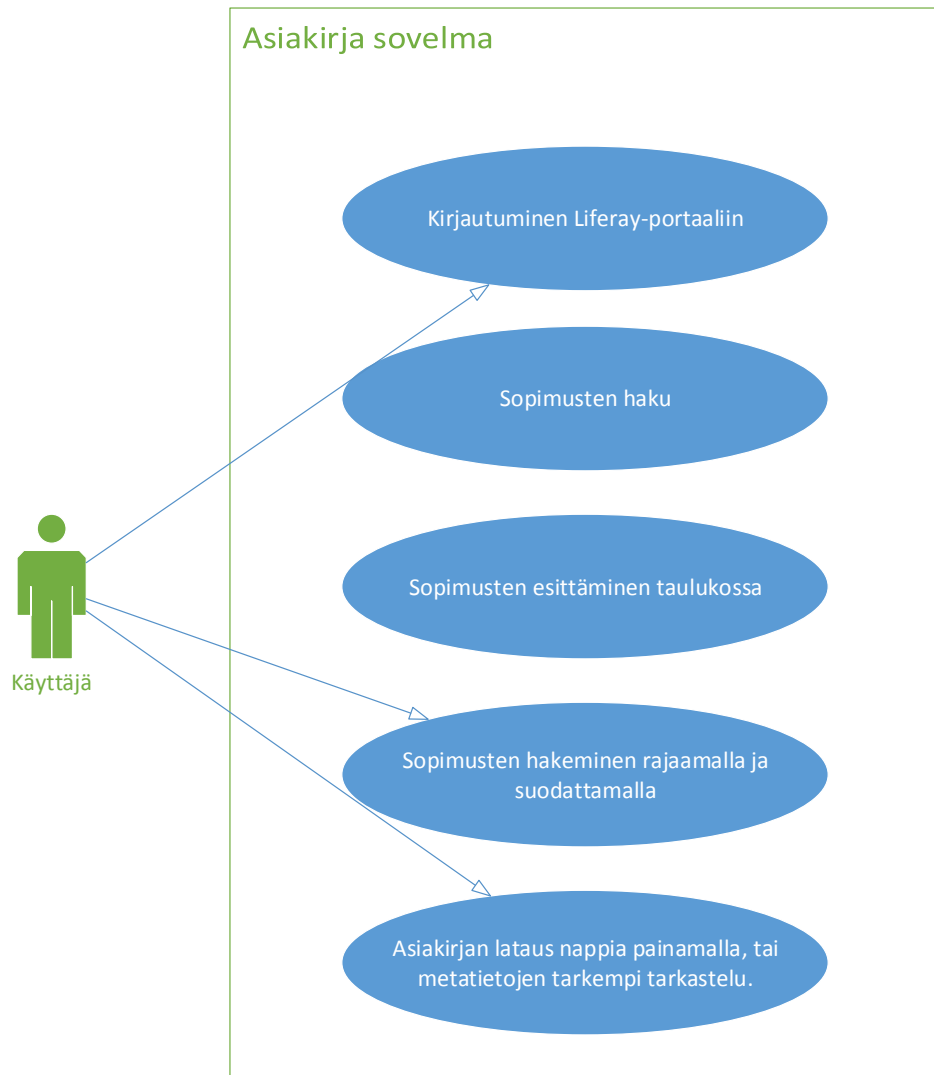 Asiakirja sovelma
Kirjautuminen Liferay-portaaliin
Sopimusten haku
Sopimusten esittäminen taulukossa
Käyttäjä
Sopimusten hakeminen rajaamalla ja
suodattamalla
Asiakirjan lataus nappia painamalla, tai
metatietojen tarkempi tarkastelu.